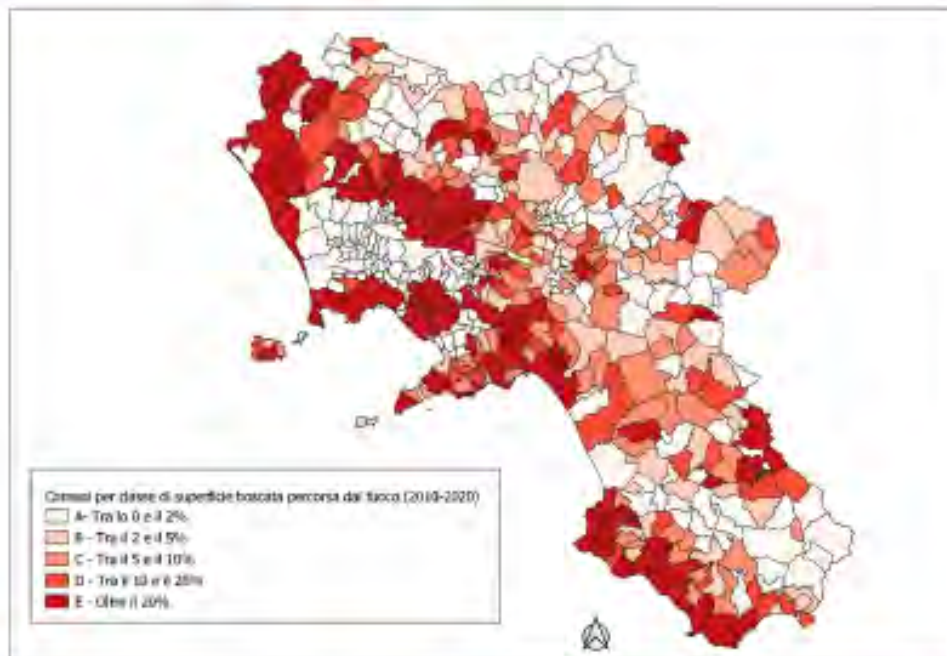 Comuni per classe di superficie boscata percorsa dal fuoco (2010-2020)
A- Tra lo 0 e il 2%
B - Tra il 2 e il 5%
C - Tra il 5 e il 10%
D - Tra il 10 e il 20%
E - Oltre il 20%